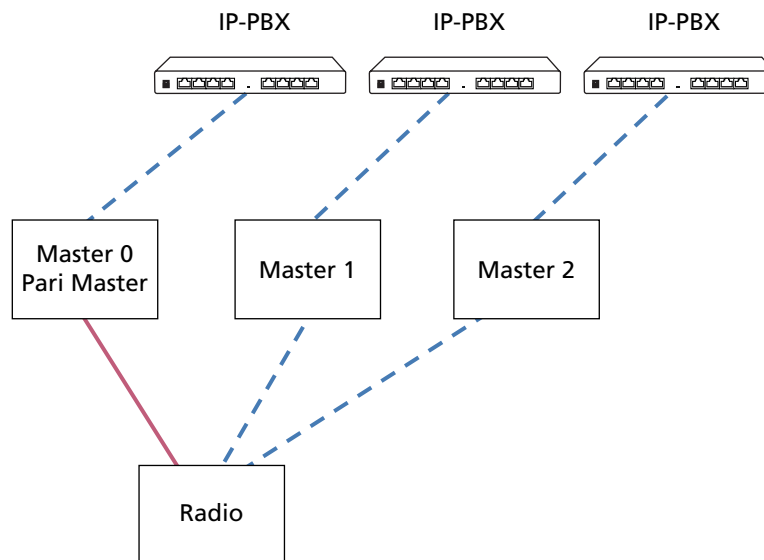 IP-PBX
IP-PBX
IP-PBX
Master 0
Pari Master
Master 1
Master 2
Radio